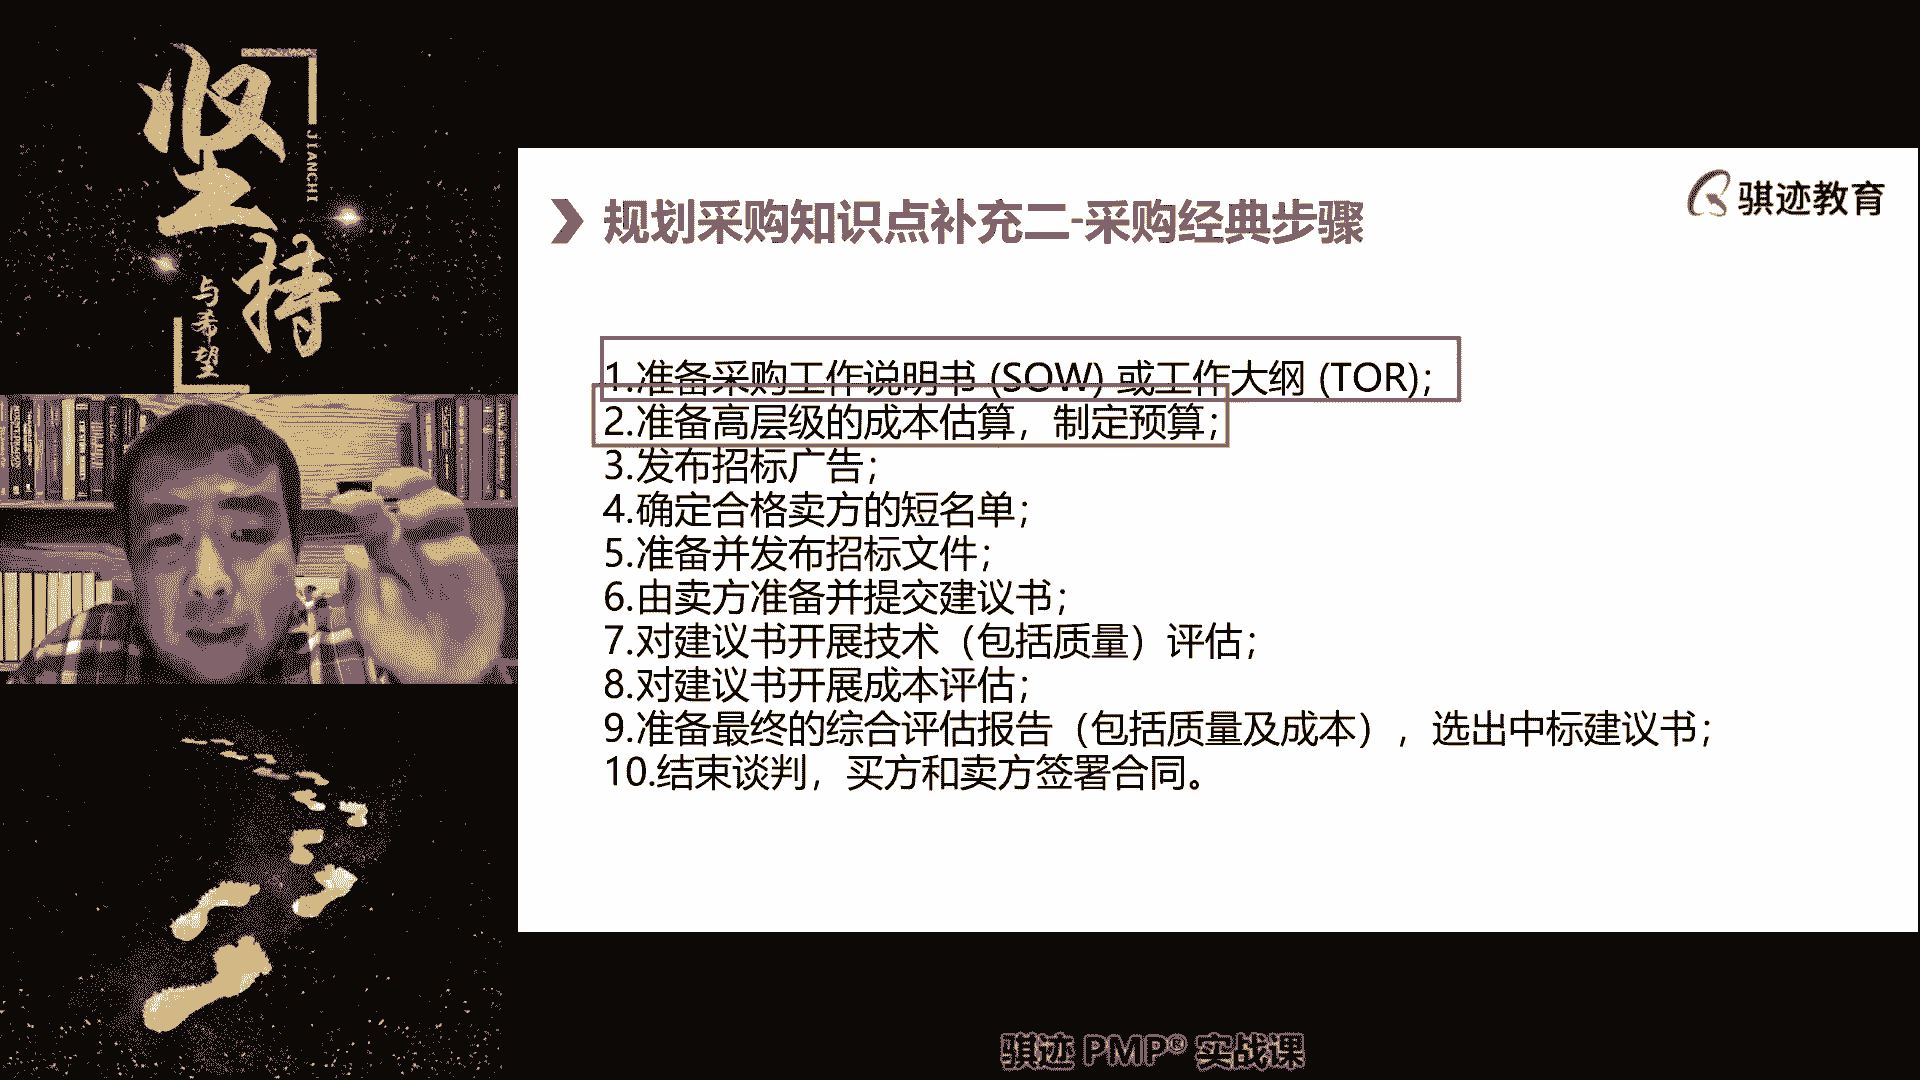 坚持
JIANCHI
与希望
骐迹教育
规划采购知识点补充二-采购经典步骤
1.准备采购工作说明书 (SOW) 或工作大纲 (TOR)；
2.准备高层级的成本估算，制定预算；
3.发布招标广告；
4.确定合格卖方的短名单；
5.准备并发布招标文件；
6.由卖方准备并提交建议书；
7.对建议书开展技术（包括质量）评估；
8.对建议书开展成本评估；
9.准备最终的综合评估报告（包括质量及成本），选出中标建议书；
10.结束谈判，买方和卖方签署合同。
骐迹 PMP® 实战课